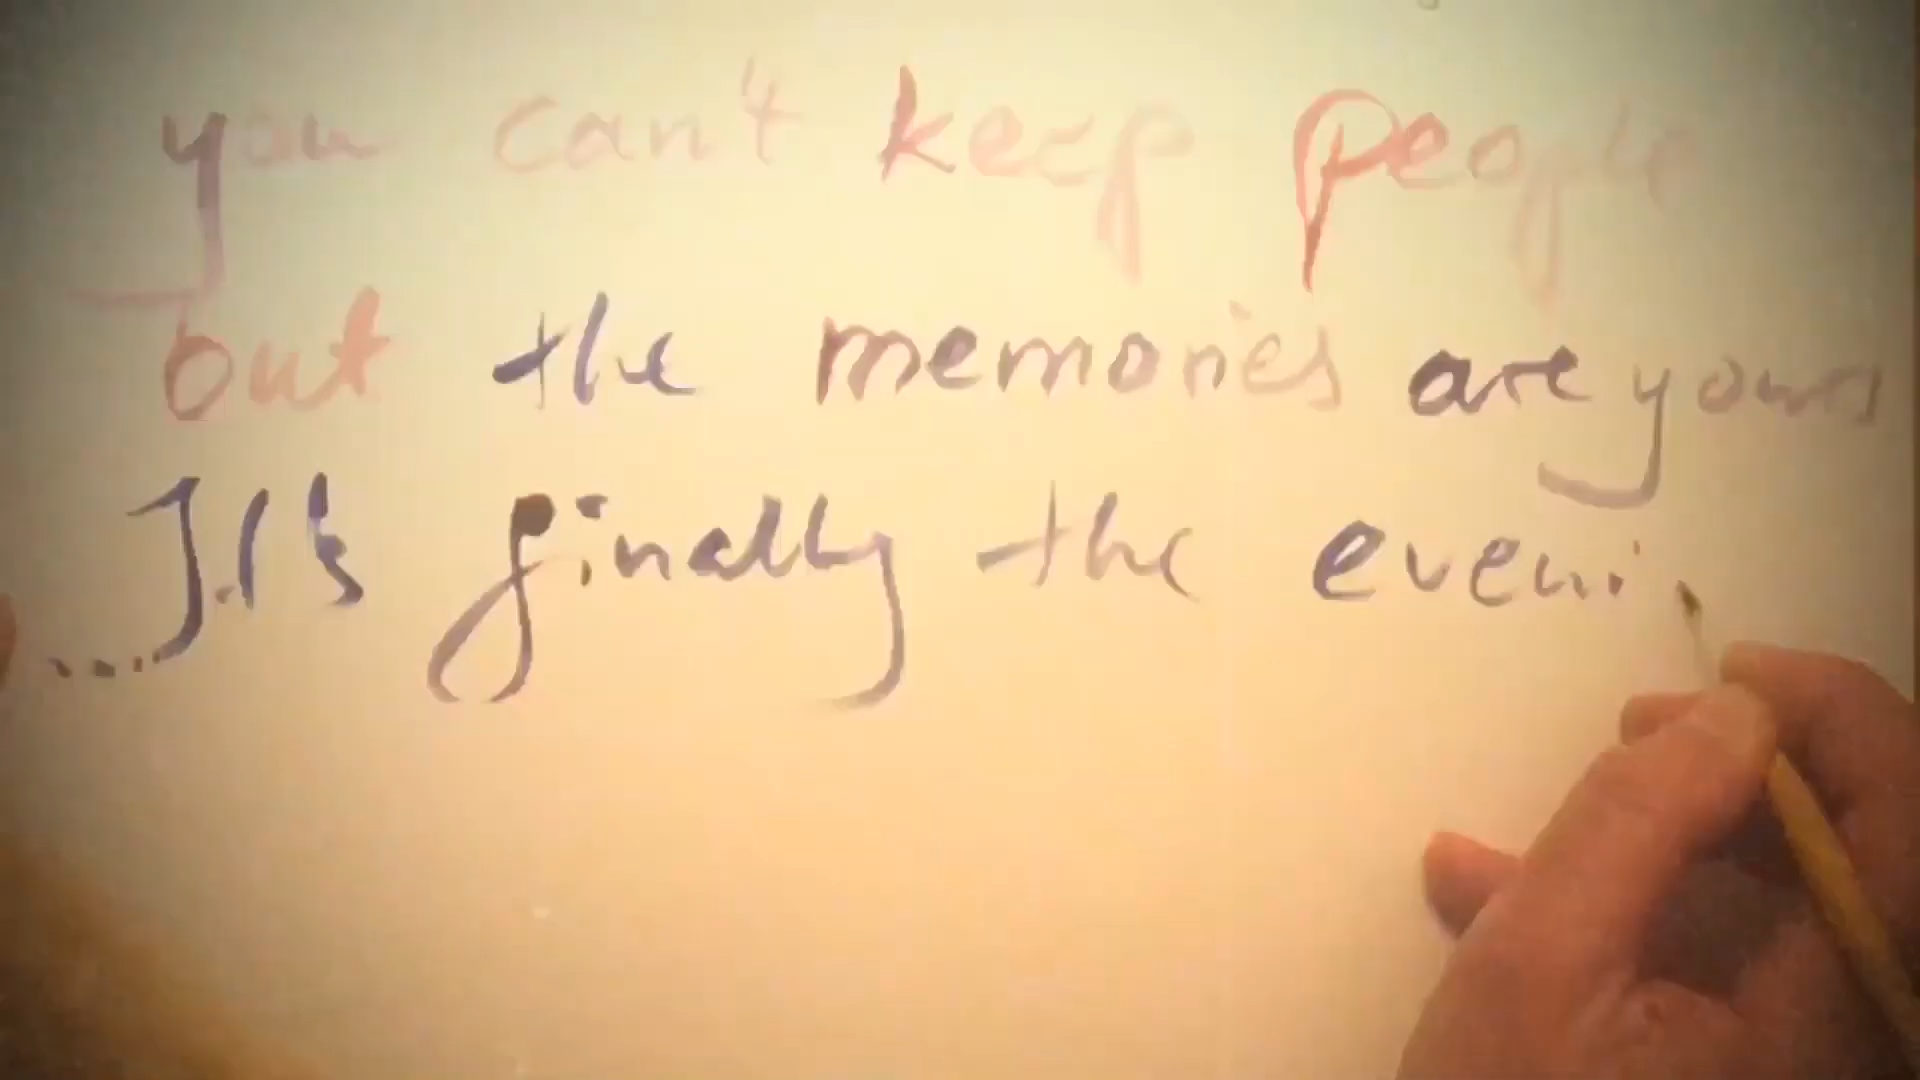 you can't keep people
but the memories are yours
...It's finally the eveni